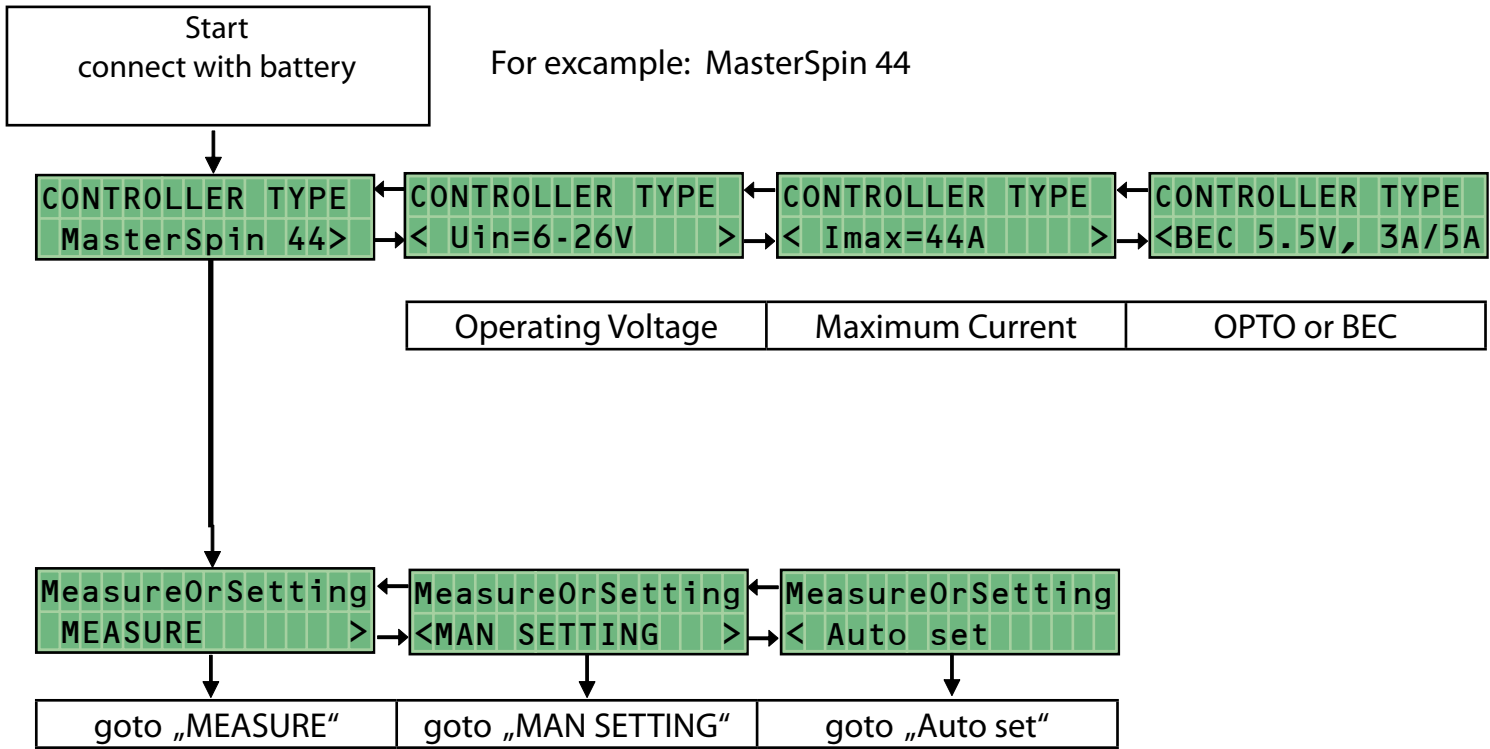 Start
connect with battery
For excample: MasterSpin 44
CONTROLLER TYPE
MasterSpin 44>
CONTROLLER TYPE
< Uin=6-26V >
CONTROLLER TYPE
< Imax=44A >
CONTROLLER TYPE
<BEC 5.5V, 3A/5A
Operating Voltage
Maximum Current
OPTO or BEC
MeasureOrSetting
MEASURE >
MeasureOrSetting
<MAN SETTING >
MeasureOrSetting
< Auto set
goto „MEASURE“
goto „MAN SETTING“
goto „Auto set“